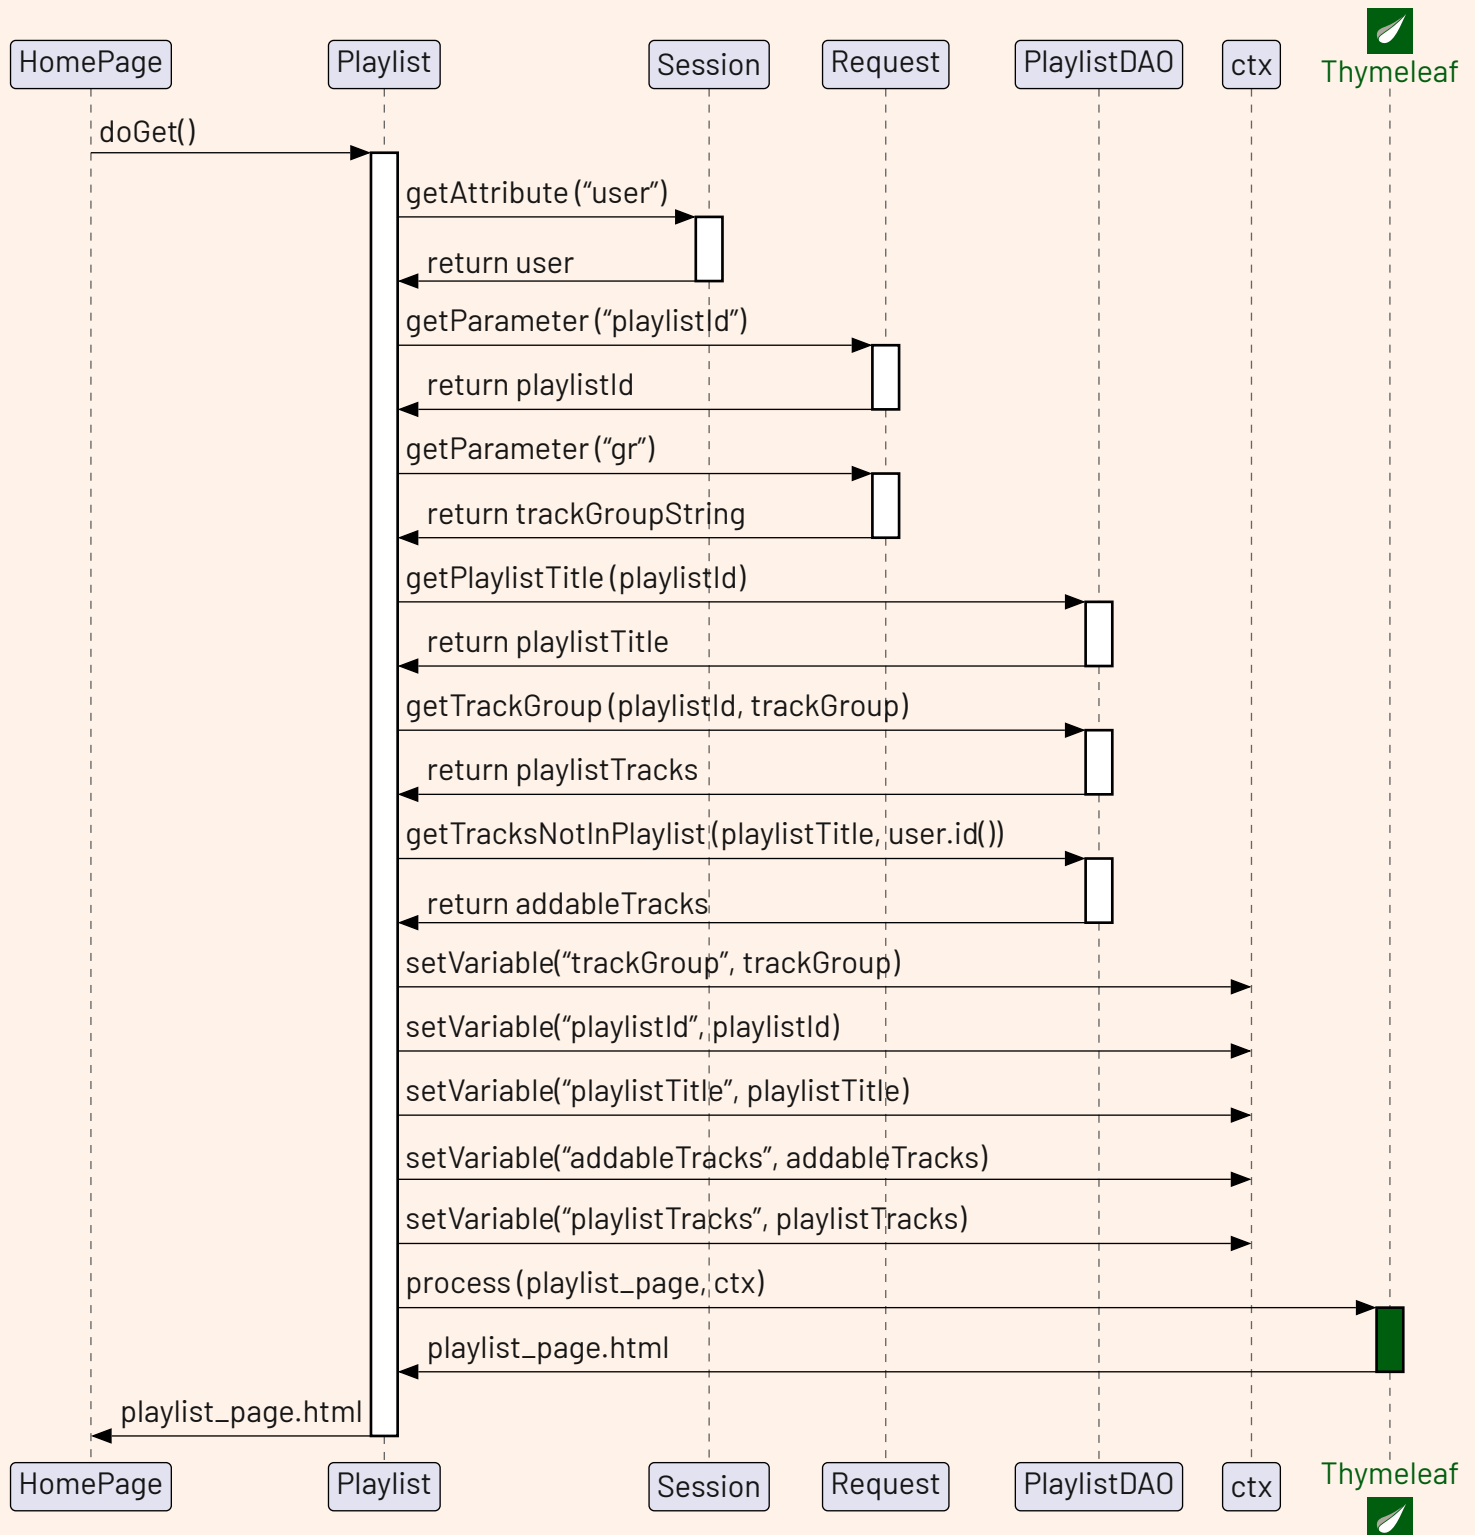 HomePage
Playlist
Session
Request
PlaylistDAO
ctx
Thymeleaf
doGet()
getAttribute (“user”)
return user
getParameter (“playlistId”)
return playlistId
getParameter (“gr”)
return trackGroupString
getPlaylistTitle (playlistId)
return playlistTitle
getTrackGroup (playlistId, trackGroup)
return playlistTracks
getTracksNotInPlaylist (playlistTitle, user.id())
return addableTracks
setVariable(“trackGroup”, trackGroup)
setVariable(“playlistId”, playlistId)
setVariable(“playlistTitle”, playlistTitle)
setVariable(“addableTracks”, addableTracks)
setVariable(“playlistTracks”, playlistTracks)
process (playlist_page, ctx)
playlist_page.html
playlist_page.html
HomePage
Playlist
Session
Request
PlaylistDAO
ctx
Thymeleaf